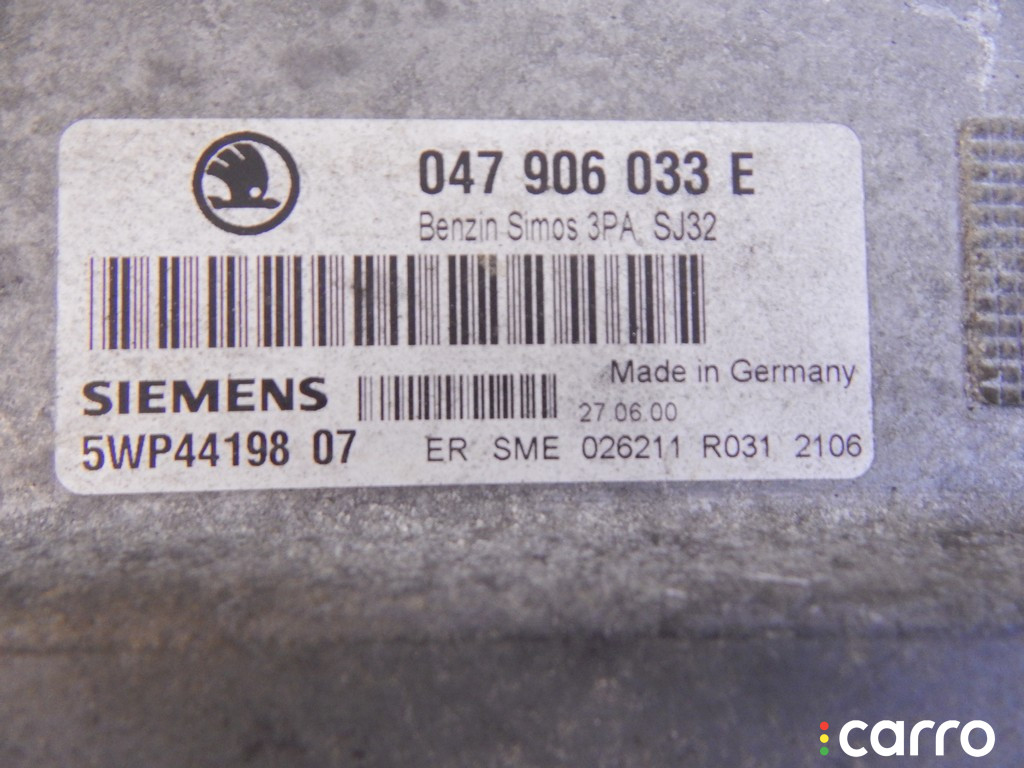 047 906 033 E
Benzin Simos 3PA SJ32
Made in Germany
SIEMENS
27.06.00
5WP44198 07
ER SME 026211 R031 2106
carro